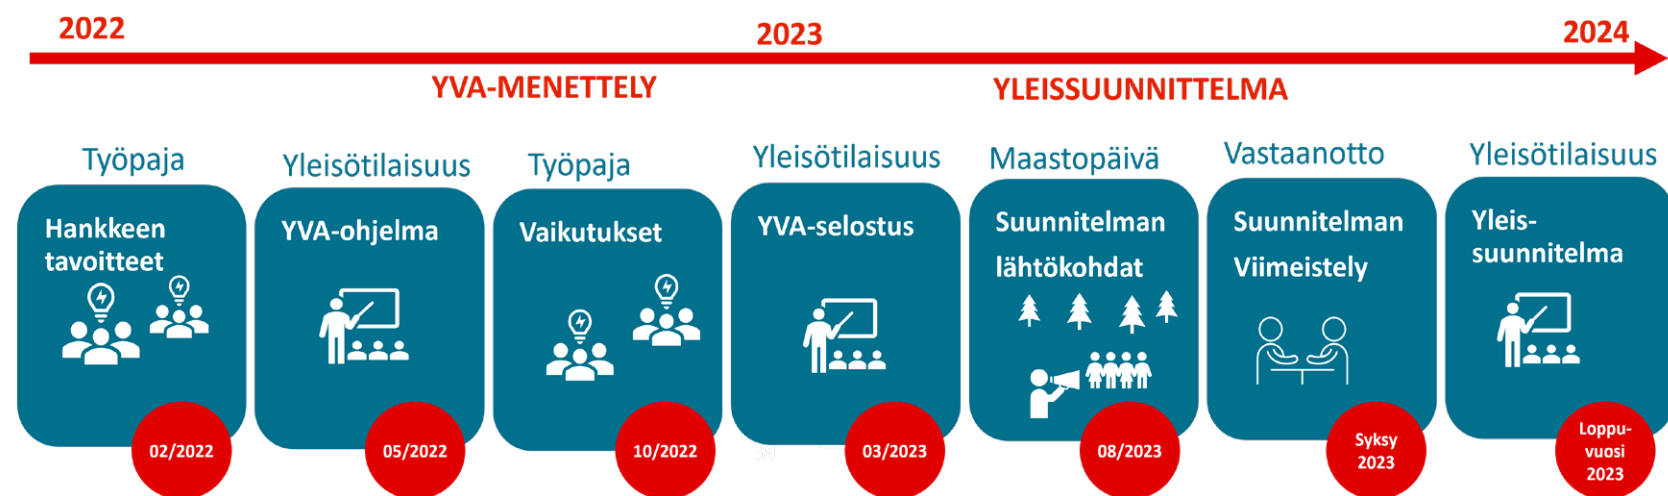 2022
2023
2024
YVA-MENETTELY
YLEISSUUNNITTELMA
Työpaja
Hankkeen
tavoitteet
02/2022
Yleisötilaisuus
YVA-ohjelma
05/2022
Työpaja
Vaikutukset
10/2022
Yleisötilaisuus
YVA-selostus
03/2023
Maastopäivä
Suunnitelman
lähtökohdat
08/2023
Vastaanotto
Suunnitelman
Viimeistely
Syksy
2023
Yleisötilaisuus
Yleis-
suunnitelma
Loppu-
vuosi
2023